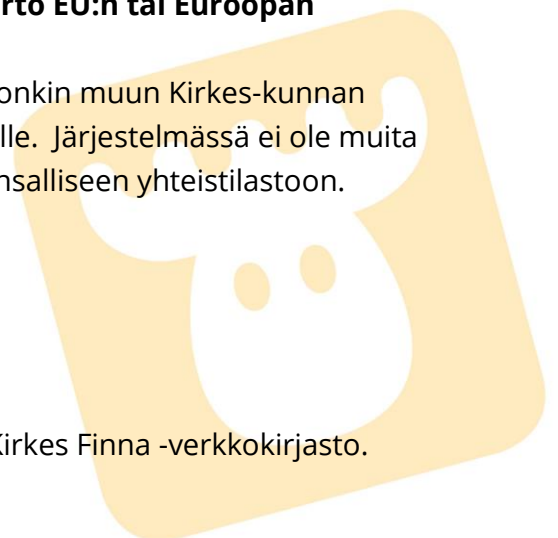 rto EU:n tai Euroopan
onkin muun Kirkes-kunnan
lle. Järjestelmässä ei ole muita
nsalliseen yhteistilastoon.
Kirkes Finna -verkkokirjasto.